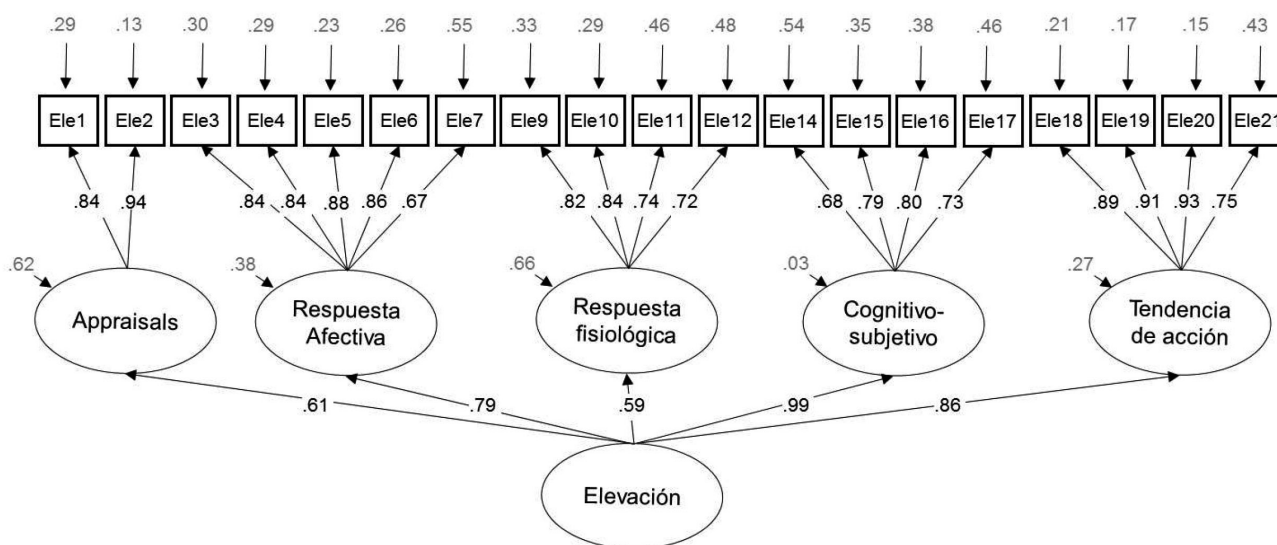 .29 .13 .30 .29 .23 .26 .55 .33 .29 .46 .48 .54 .35 .38 .46 .21 .17 .15 .43
Ele1 Ele2 Ele3 Ele4 Ele5 Ele6 Ele7 Ele9 Ele10 Ele11 Ele12 Ele14 Ele15 Ele16 Ele17 Ele18 Ele19 Ele20 Ele21
.84 .94 .84 .84 .88 .86 .67 .82 .84 .74 .72 .68 .79 .80 .73 .89 .91 .93 .75
.62 .38 .66 .03 .27
Appraisals
Respuesta
Afectiva
Respuesta
fisiológica
Cognitivo-
subjetivo
Tendencia
de acción
.61 .79 .59 .99 .86
Elevación